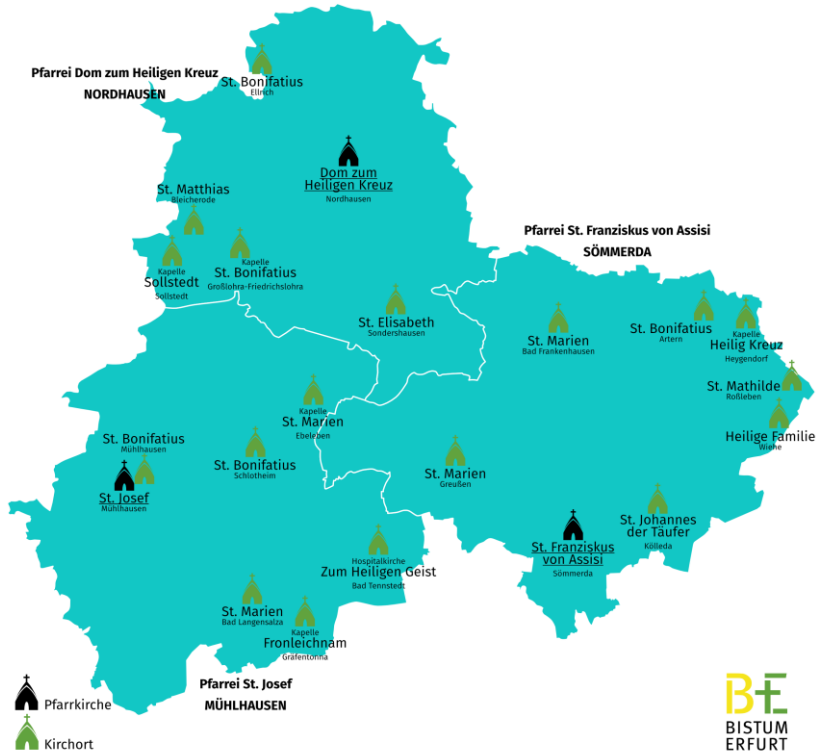 Pfarrei Dom zum Heiligen Kreuz
NORDHAUSEN
St. Bonifatius
Ellrich
Dom zum
Heiligen Kreuz
Nordhausen
St. Matthias
Bleicherode
Kapelle
Sollstedt
Sollstedt
Kapelle
St. Bonifatius
Großlohra-Friedrichslohra
St. Elisabeth
Sondershausen
Pfarrei St. Franziskus von Assisi
SÖMMERDA
St. Marien
Bad Frankenhausen
St. Bonifatius
Artern
Kapelle
Heilig Kreuz
Heygendorf
St. Mathilde
Roßleben
Heilige Familie
Wiehe
St. Marien
Greußen
St. Johannes
der Täufer
Kölleda
St. Franziskus
von Assisi
Sömmerda
Kapelle
St. Marien
Ebeleben
St. Bonifatius
Mühlhausen
St. Josef
Mühlhausen
St. Bonifatius
Schlotheim
Hospitalkirche
Zum Heiligen Geist
Bad Tennstedt
St. Marien
Bad Langensalza
Kapelle
Fronleichnam
Gräfentonna
Pfarrei St. Josef
MÜHLHAUSEN
Pfarrkirche
Kirchort
BE
BISTUM
ERFURT